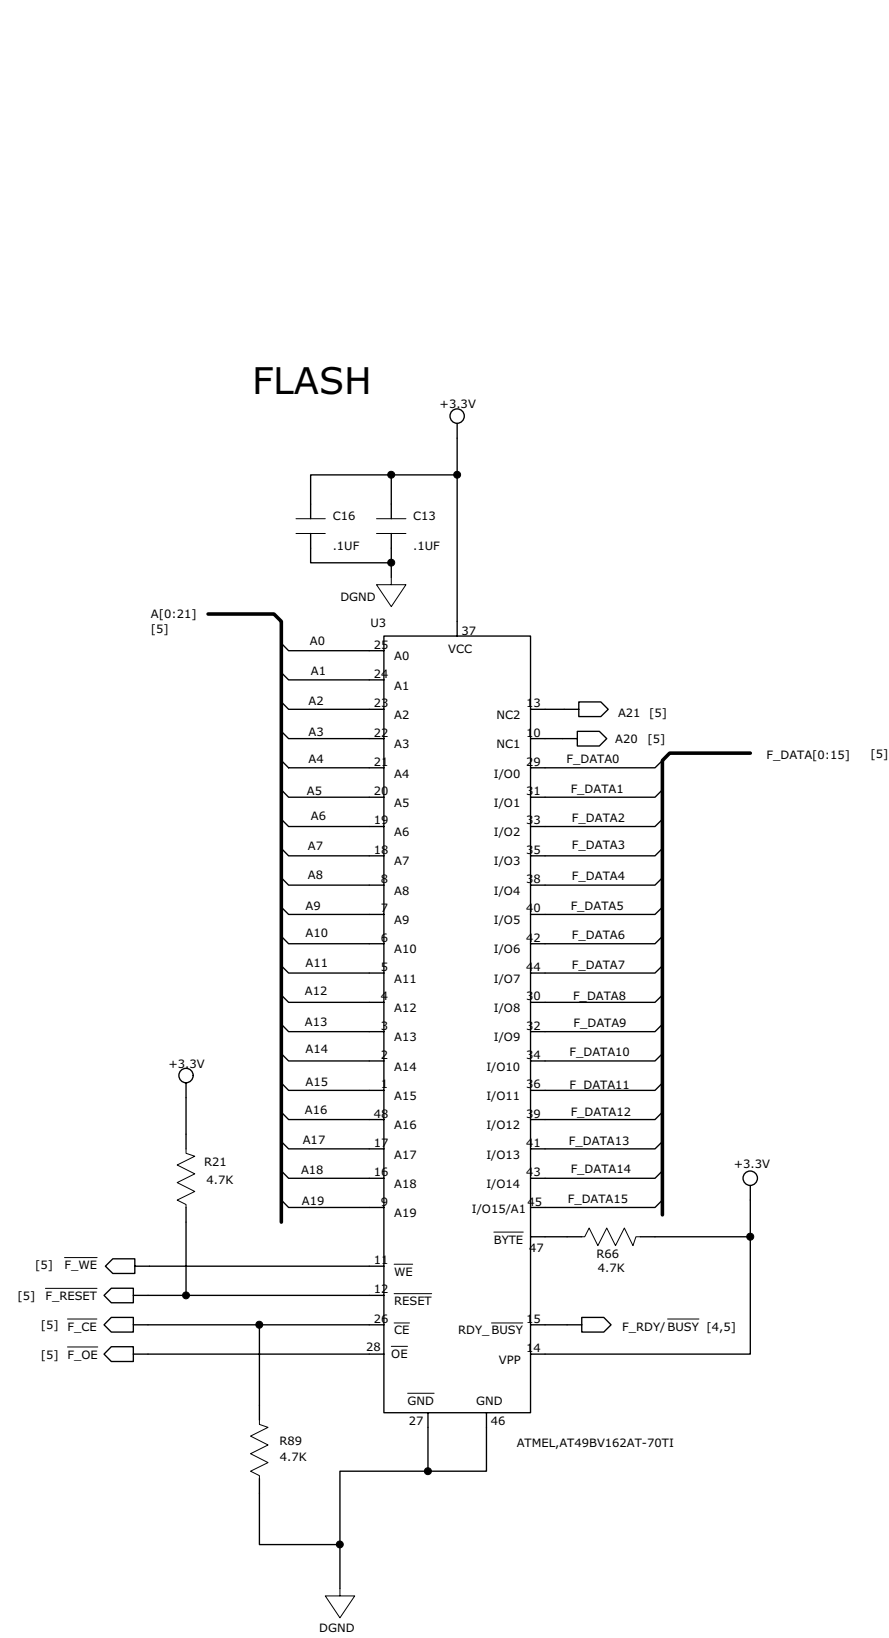 FLASH
+3.3V
C16
C13
.1UF
.1UF
DGND
A[0:21]
[5]
U3
37
VCC
A0
25
A0
A1
24
A1
A2
23
A2
13
NC2
A21 [5]
A3
22
A3
10
NC1
A20 [5]
A4
21
A4
29
I/O0
F_DATA0
F_DATA[0:15] [5]
A5
20
A5
31
I/O1
F_DATA1
A6
19
A6
33
I/O2
F_DATA2
A7
18
A7
35
I/O3
F_DATA3
A8
8
A8
38
I/O4
F_DATA4
A9
7
A9
40
I/O5
F_DATA5
A10
6
A10
42
I/O6
F_DATA6
A11
5
A11
44
I/O7
F_DATA7
A12
4
A12
30
I/O8
F_DATA8
A13
3
A13
32
I/O9
F_DATA9
A14
2
A14
34
I/O10
F_DATA10
+3.3V
A15
1
A15
36
I/O11
F_DATA11
A16
48
A16
39
I/O12
F_DATA12
A17
17
A17
41
I/O13
F_DATA13
R21
4.7K
A18
16
A18
43
I/O14
F_DATA14
+3.3V
A19
9
A19
45
I/O15/A1
F_DATA15
BYTE
47
R66
4.7K
[5] F_WE
11
WE
[5] F_RESET
12
RESET
[5] F_CE
26
CE
15
RDY_BUSY
F_RDY/BUSY [4,5]
[5] F_OE
28
OE
14
VPP
GND
GND
27
46
ATMEL,AT49BV162AT-70TI
R89
4.7K
DGND